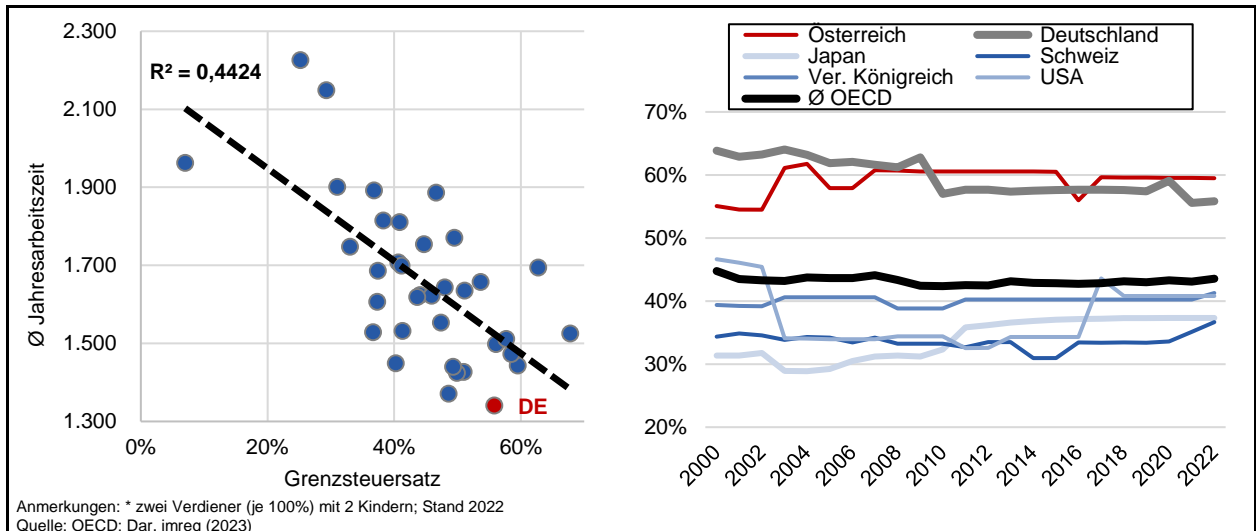 2.300
2.100
1.900
1.700
1.500
1.300
Ø Jahresarbeitszeit
R² = 0,4424
DE
0%
20%
40%
60%
Grenzsteuersatz
Österreich
Deutschland
Japan
Schweiz
Ver. Königreich
USA
Ø OECD
70%
60%
50%
40%
30%
20%
2000
2002
2004
2006
2008
2010
2012
2014
2016
2018
2020
2022
Anmerkungen: * zwei Verdiener (je 100%) mit 2 Kindern; Stand 2022
Quelle: OECD; Dar. imreg (2023)